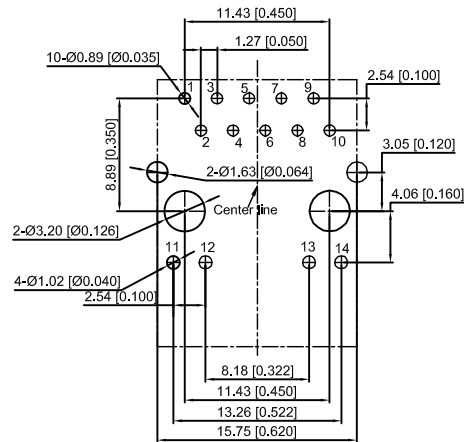 11.43 [0.450]
1.27 [0.050]
10-Ø0.89 [Ø0.035]
1 3 5 7 9
2.54 [0.100]
2 4 6 8 10
8.89 [0.350]
3.05 [0.120]
2-Ø1.63 [Ø0.064]
4.06 [0.160]
Center line
2-Ø3.20 [Ø0.126]
11 12 13 14
4-Ø1.02 [Ø0.040]
2.54 [0.100]
8.18 [0.322]
11.43 [0.450]
13.26 [0.522]
15.75 [0.620]